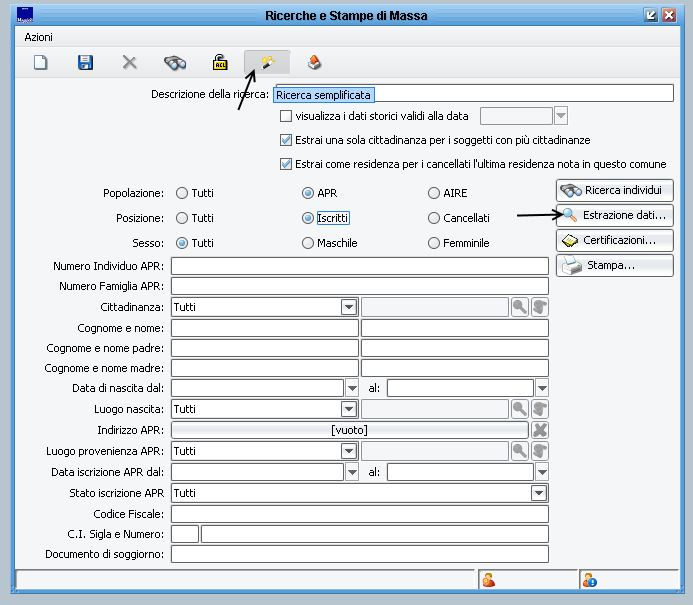 Ricerche e Stampe di Massa
Azioni
Descrizione della ricerca: Ricerca semplificata
visualizza i dati storici validi alla data
Estrai una sola cittadinanza per i soggetti con più cittadinanze
Estrai come residenza per i cancellati l'ultima residenza nota in questo comune
Popolazione: Tutti APR AIRE Ricerca individui
Posizione: Tutti Iscritti Cancellati Estrazione dati...
Sesso: Tutti Maschile Femminile Certificazioni...
Numero Individuo APR: Stampa...
Numero Famiglia APR:
Cittadinanza: Tutti
Cognome e nome:
Cognome e nome padre:
Cognome e nome madre:
Data di nascita dal: al:
Luogo nascita: Tutti
Indirizzo APR: [vuoto]
Luogo provenienza APR: Tutti
Data iscrizione APR dal: al:
Stato iscrizione APR Tutti
Codice Fiscale:
C.I. Sigla e Numero:
Documento di soggiorno: